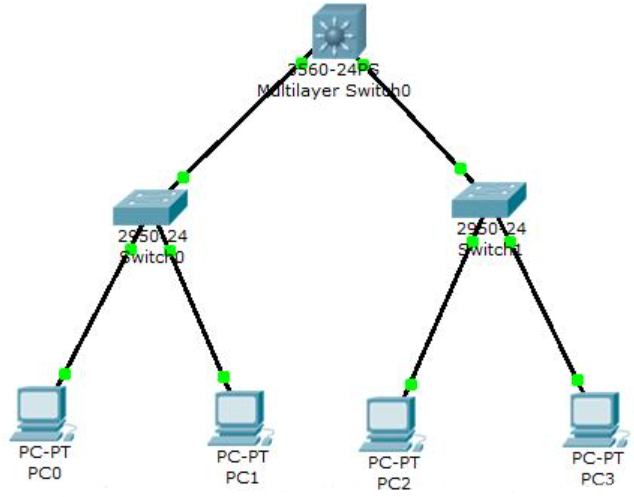 3560-24PS
Multilayer Switch0
2950-24
Switch0
2950-24
Switch1
PC-PT
PC0
PC-PT
PC1
PC-PT
PC2
PC-PT
PC3